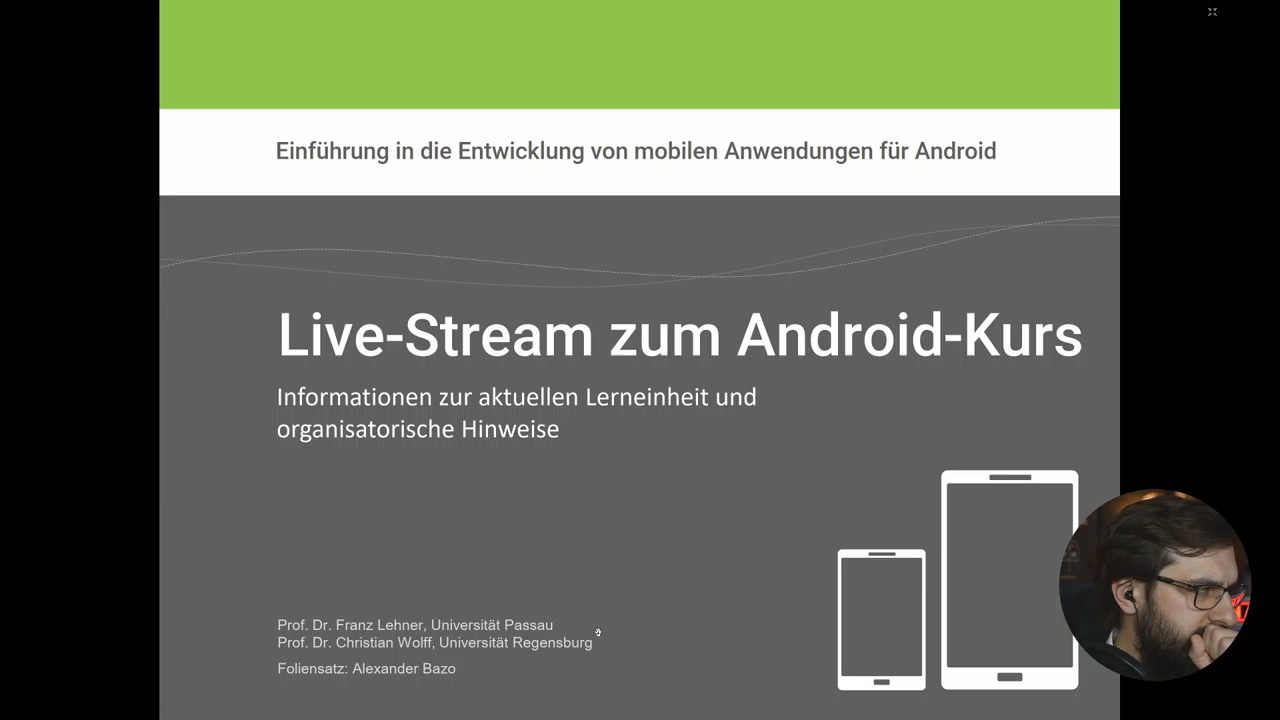 Einführung in die Entwicklung von mobilen Anwendungen für Android
Live-Stream zum Android-Kurs
Informationen zur aktuellen Lerneinheit und
organisatorische Hinweise
Prof. Dr. Franz Lehner, Universität Passau
Prof. Dr. Christian Wolff, Universität Regensburg
Foliensatz: Alexander Bazo